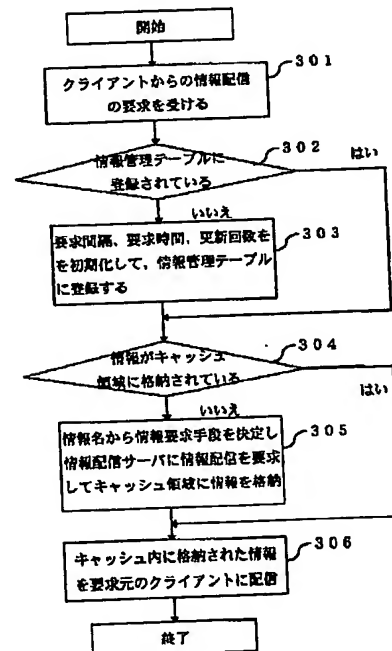 開始
301
クライアントからの情報配信
の要求を受ける
302
情報管理テーブルに
登録されている
はい
いいえ
要求間隔、要求時間,更新回数を
を初期化して,情報管理テーブル
に登録する
303
304
情報がキャッシュ
領域に格納されている
はい
いいえ
情報名から情報要求手段を決定し
情報配信サーバに情報配信を要求
してキャッシュ領域に情報を格納
305
306
キャッシュ内に格納された情報
を要求元のクライアントに配信
終了